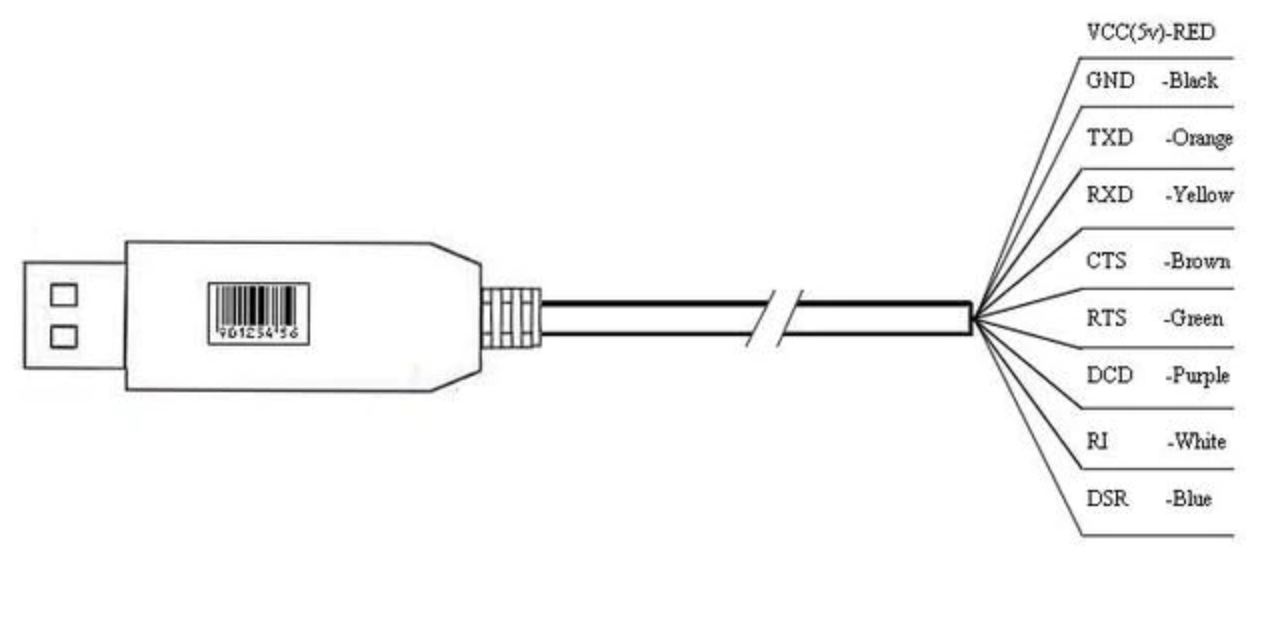 VCC(5v)-RED
GND -Black
TXD -Orange
RXD -Yellow
CTS -Brown
RTS -Green
DCD -Purple
RI -White
DSR -Blue